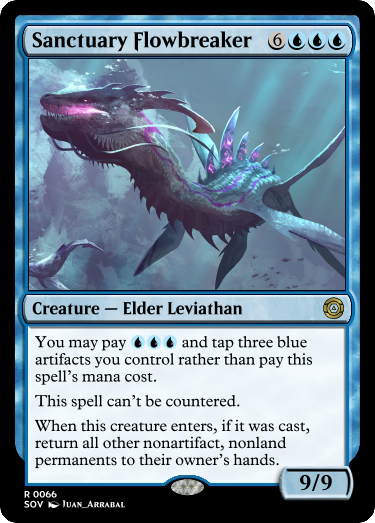 Sanctuary Flowbreaker 6
Creature — Elder Leviathan
You may pay and tap three blue
artifacts you control rather than pay this
spell's mana cost.
This spell can't be countered.
When this creature enters, if it was cast,
return all other nonartifact, nonland
permanents to their owner's hands.
9/9
R 0066
SOV Juan_Arrabal